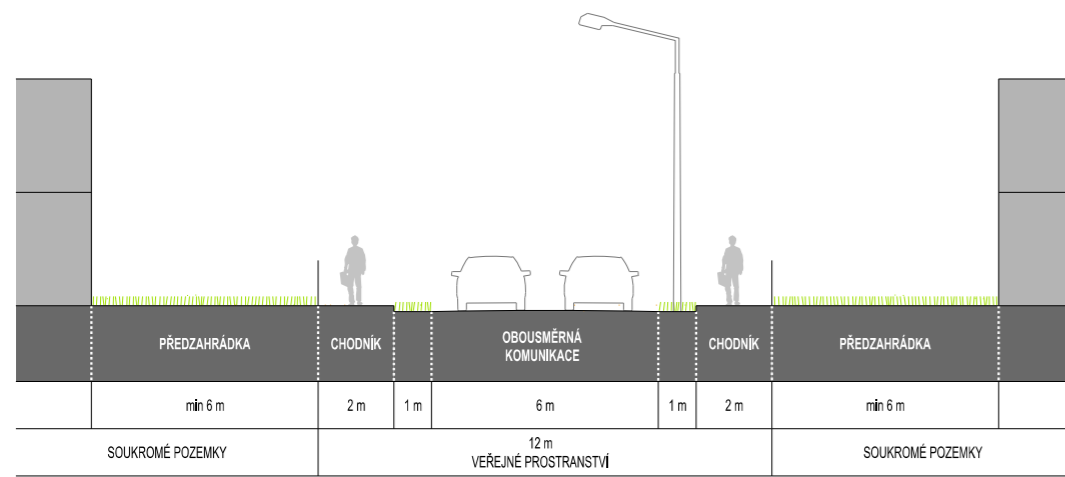 PŘEDZAHRÁDKA
CHODNÍK
OBOUSMĚRNÁ
KOMUNIKACE
CHODNÍK
PŘEDZAHRÁDKA
min 6 m
2 m
1 m
6 m
1 m
2 m
min 6 m
SOUKROMÉ POZEMKY
12 m
VEŘEJNÉ PROSTRANSTVÍ
SOUKROMÉ POZEMKY